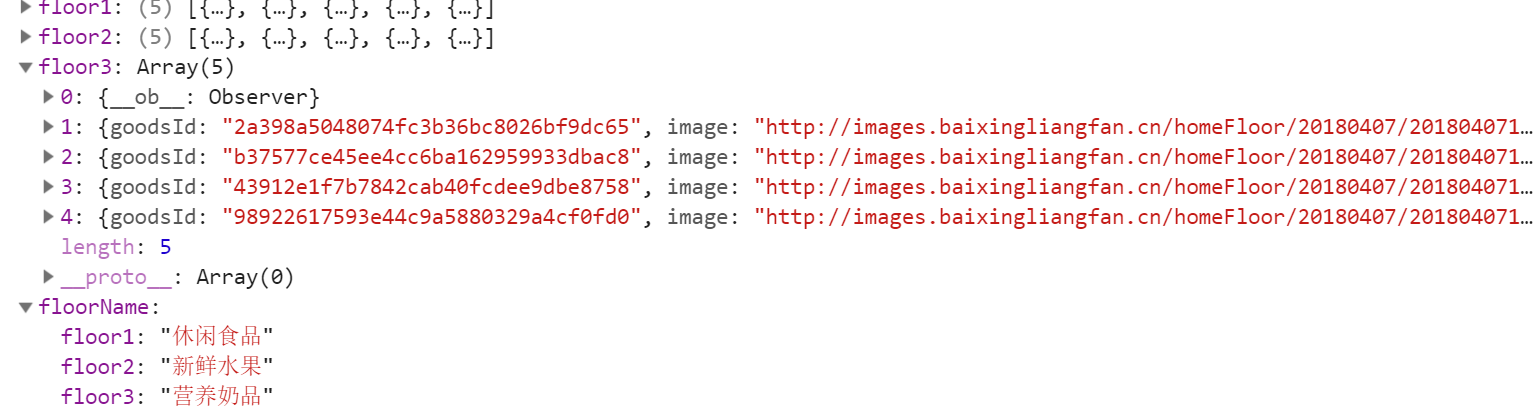 floor1: (5) [{…}, {…}, {…}, {…}, {…}]
floor2: (5) [{…}, {…}, {…}, {…}, {…}]
floor3: Array(5)
0: {__ob__: Observer}
1: {goodsId: "2a398a5048074fc3b36bc8026bf9dc65", image: "http://images.baixingliangfan.cn/homeFloor/20180407/201804071…
2: {goodsId: "b37577ce45ee4cc6ba162959933dbac8", image: "http://images.baixingliangfan.cn/homeFloor/20180407/201804071…
3: {goodsId: "43912e1f7b7842cab40fcdee9dbe8758", image: "http://images.baixingliangfan.cn/homeFloor/20180407/201804071…
4: {goodsId: "98922617593e44c9a5880329a4cf0fd0", image: "http://images.baixingliangfan.cn/homeFloor/20180407/201804071…
length: 5
__proto__: Array(0)
floorName:
floor1: "休闲食品"
floor2: "新鲜水果"
floor3: "营养奶品"